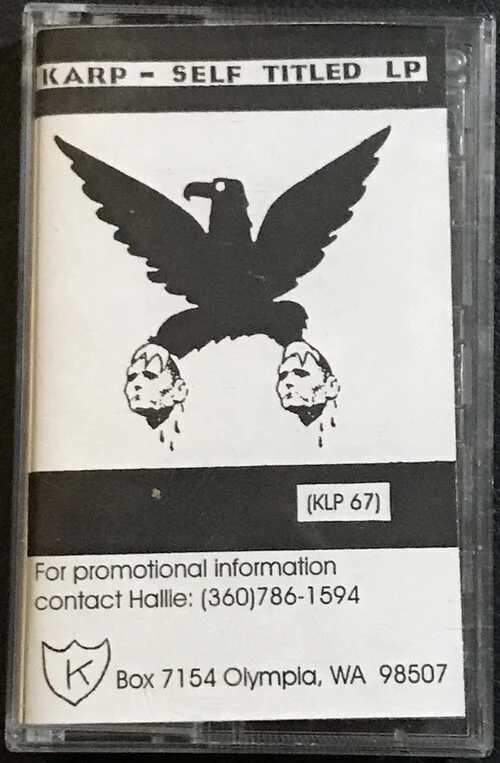 KARP - SELF TITLED LP
(KLP 67)
For promotional information
contact Hallie: (360)786-1594
K
Box 7154 Olympia, WA 98507